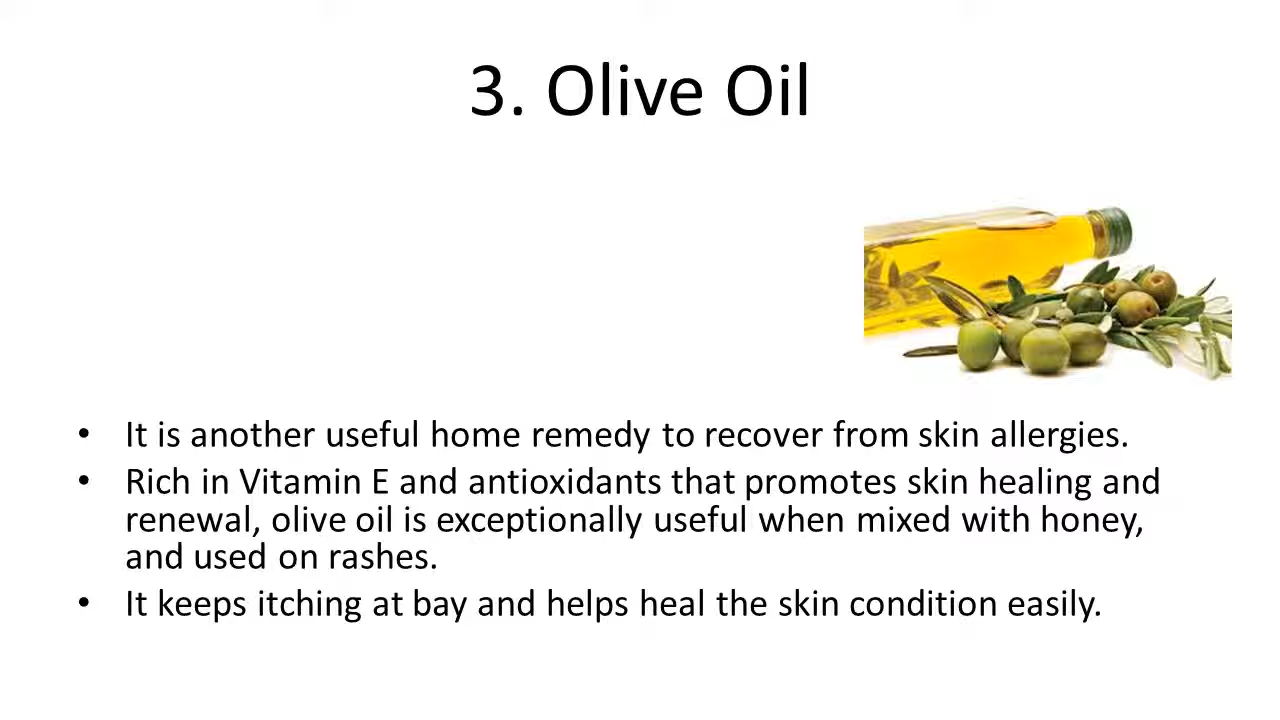 3. Olive Oil
• It is another useful home remedy to recover from skin allergies.
• Rich in Vitamin E and antioxidants that promotes skin healing and
renewal, olive oil is exceptionally useful when mixed with honey,
and used on rashes.
• It keeps itching at bay and helps heal the skin condition easily.